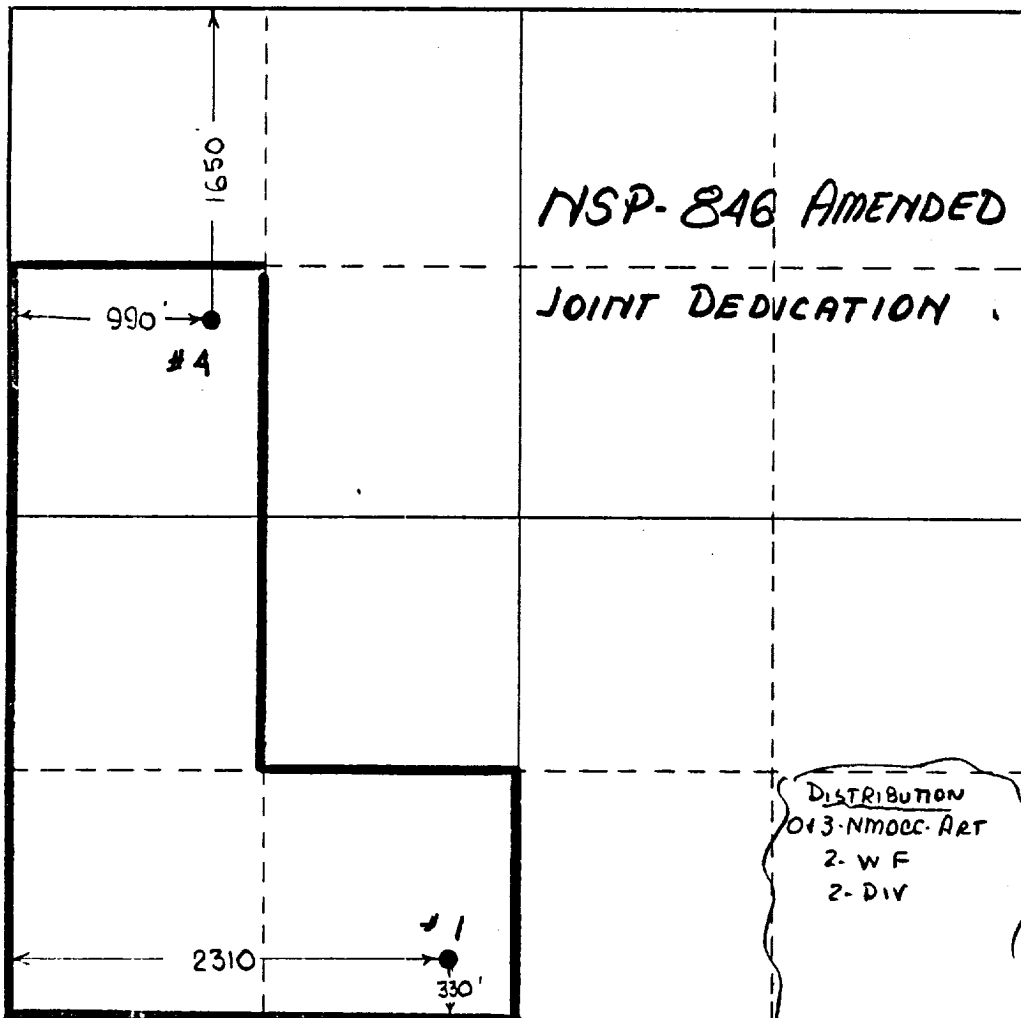 1650'
NSP-846 AMENDED
JOINT DEDICATION
990'
#4
DISTRIBUTION
0+3-NMOCC-ART
2- W F
2- DIV
#1
2310
330'